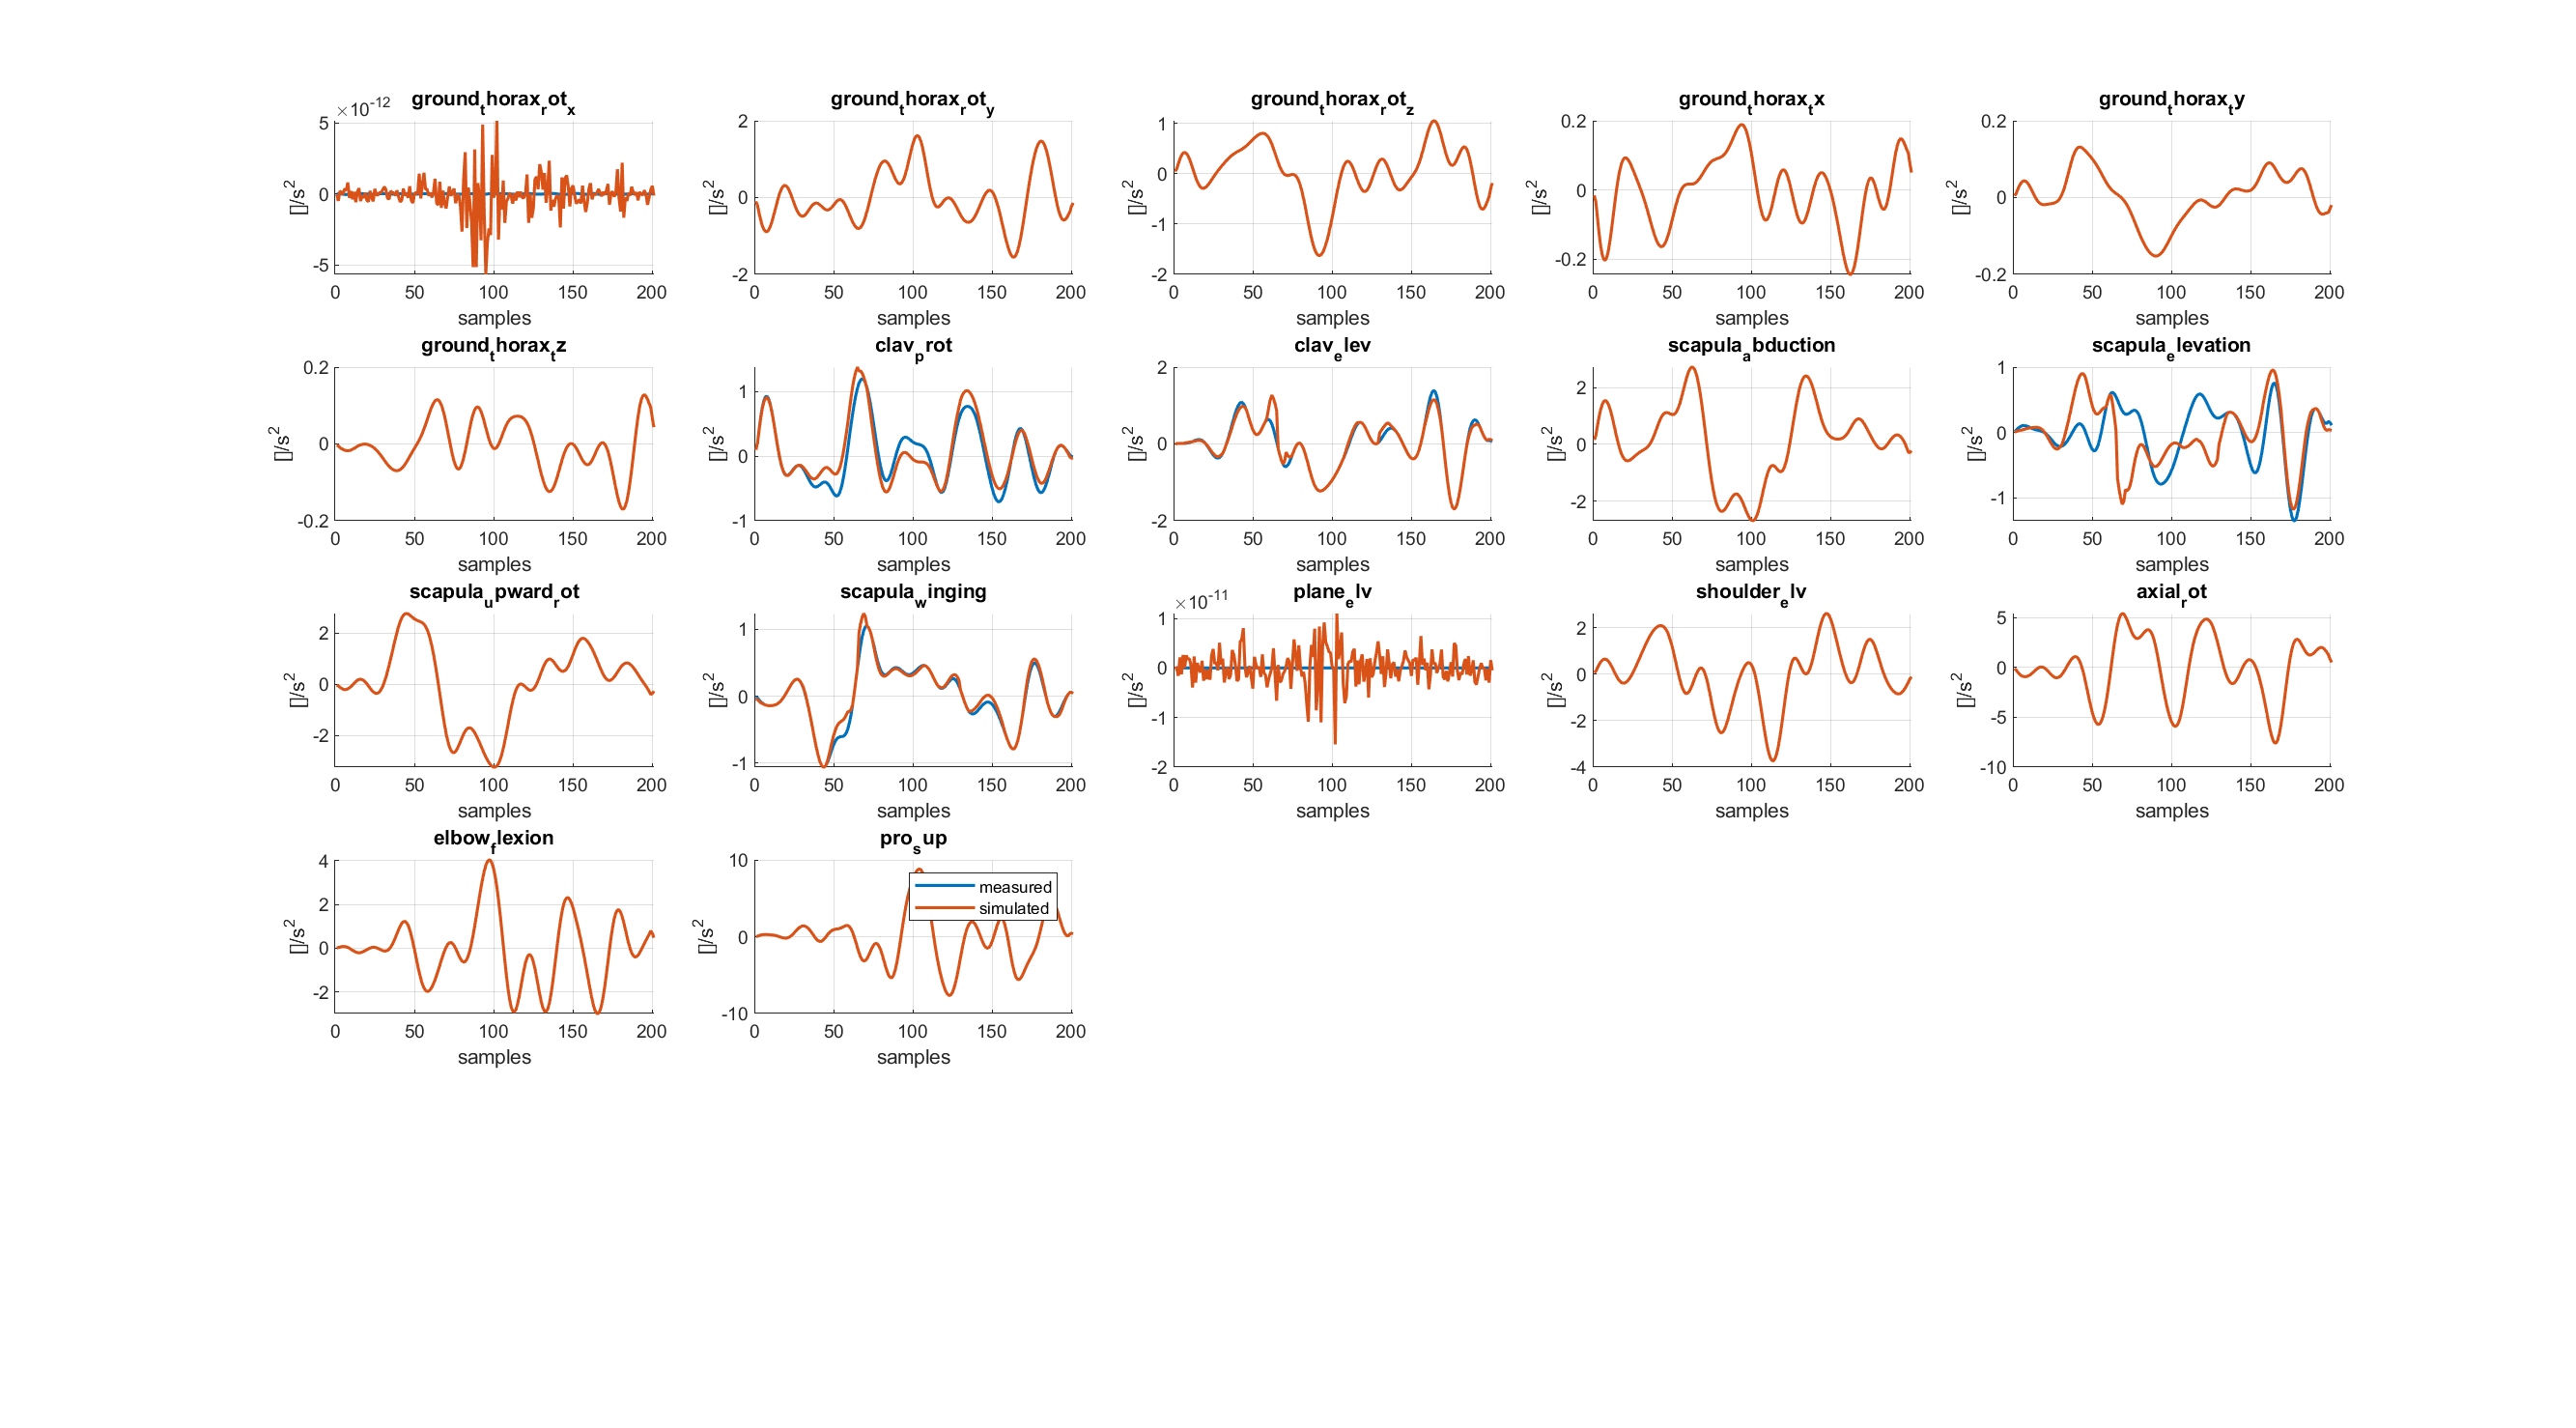 ground_thorax_rot_x
×10^-12
5
0
-5
[]/s^2
0 50 100 150 200
samples
ground_thorax_rot_y
2
0
-2
[]/s^2
0 50 100 150 200
samples
ground_thorax_rot_z
1
0
-1
-2
[]/s^2
0 50 100 150 200
samples
ground_thorax_tx
0.2
0
-0.2
[]/s^2
0 50 100 150 200
samples
ground_thorax_ty
0.2
0
-0.2
[]/s^2
0 50 100 150 200
samples
ground_thorax_tz
0.2
0
-0.2
[]/s^2
0 50 100 150 200
samples
clav_prot
1
0
-1
[]/s^2
0 50 100 150 200
samples
clav_elev
2
0
-2
[]/s^2
0 50 100 150 200
samples
scapula_abduction
2
0
-2
[]/s^2
0 50 100 150 200
samples
scapula_elevation
1
0
-1
[]/s^2
0 50 100 150 200
samples
scapula_upward_rot
2
0
-2
[]/s^2
0 50 100 150 200
samples
scapula_winging
1
0
-1
[]/s^2
0 50 100 150 200
samples
plane_elv
×10^-11
1
0
-1
-2
[]/s^2
0 50 100 150 200
samples
shoulder_elv
2
0
-2
-4
[]/s^2
0 50 100 150 200
samples
axial_rot
5
0
-5
-10
[]/s^2
0 50 100 150 200
samples
elbow_flexion
4
2
0
-2
[]/s^2
0 50 100 150 200
samples
pro_sup
10
0
-10
[]/s^2
measured
simulated
0 50 100 150 200
samples